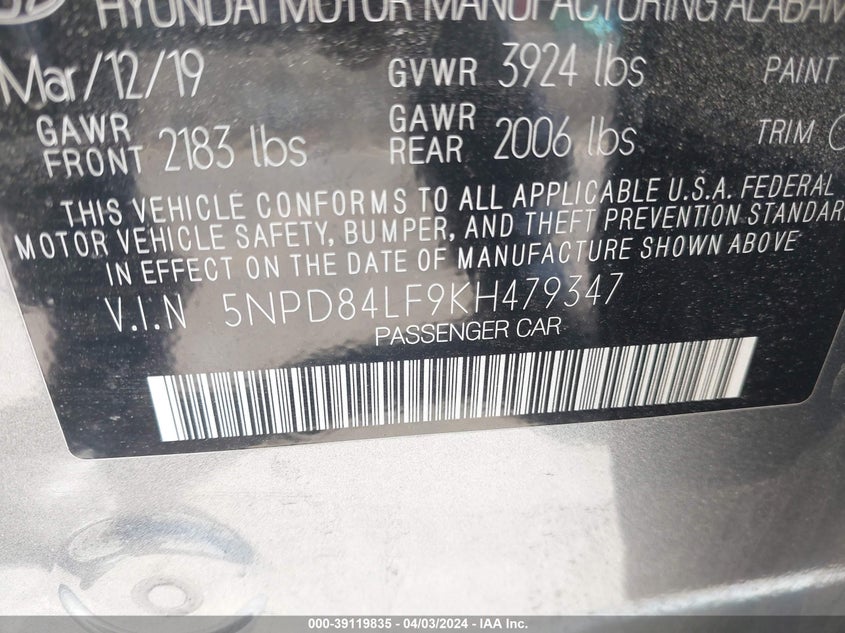 HYUNDAI MOTOR MANUFACTURING ALABAM
Mar/12/19 GVWR 3924 lbs PAINT
GAWR FRONT 2183 lbs GAWR REAR 2006 lbs TRIM
THIS VEHICLE CONFORMS TO ALL APPLICABLE U.S.A. FEDERAL
MOTOR VEHICLE SAFETY, BUMPER, AND THEFT PREVENTION STANDAR
IN EFFECT ON THE DATE OF MANUFACTURE SHOWN ABOVE
V.I.N 5NPD84LF9KH479347
PASSENGER CAR
000-39119835 - 04/03/2024 - IAA Inc.